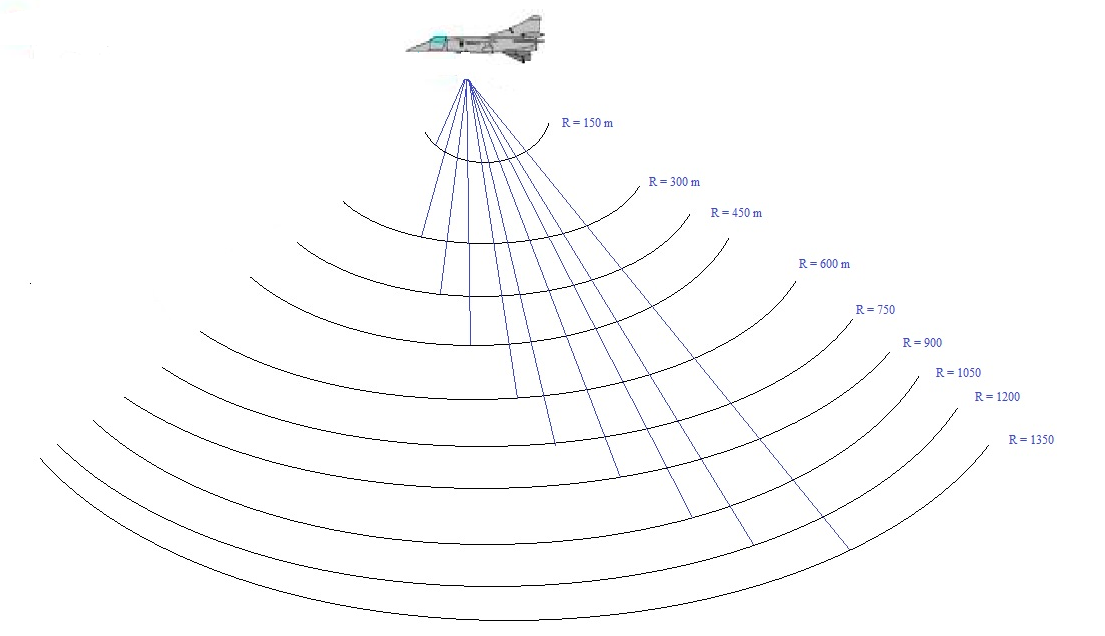 R = 150 m
R = 300 m
R = 450 m
R = 600 m
R = 750
R = 900
R = 1050
R = 1200
R = 1350